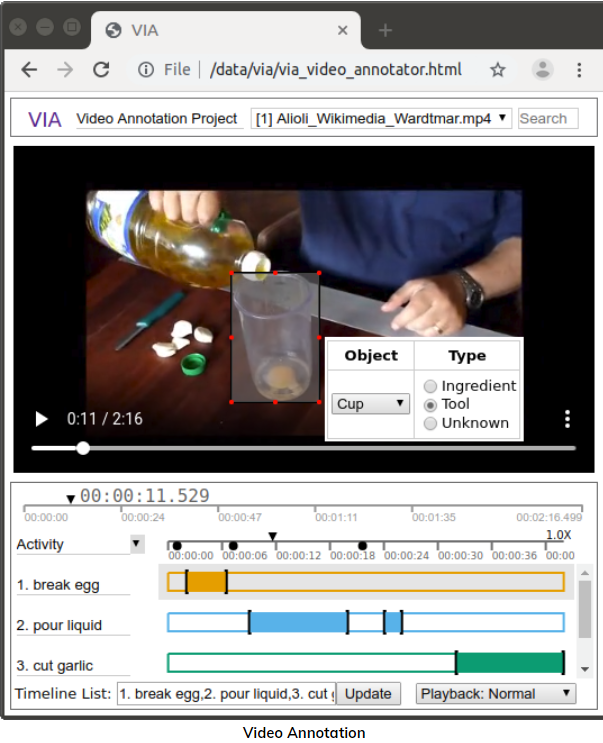 VIA
File /data/via/via_video_annotator.html
VIA Video Annotation Project [1] Alioli_Wikimedia_Wardtmar.mp4 Search
Object Type
Cup
Ingredient
Tool
Unknown
0:11 / 2:16
00:00:11.529
00:00:00 00:00:24 00:00:47 00:01:11 00:01:35 00:02:16.499
Activity 1.0X
00:00:00 00:00:06 00:00:12 00:00:18 00:00:24 00:00:30 00:00:36 00:00
1. break egg
2. pour liquid
3. cut garlic
Timeline List: 1. break egg,2. pour liquid,3. cut g Update Playback: Normal
Video Annotation